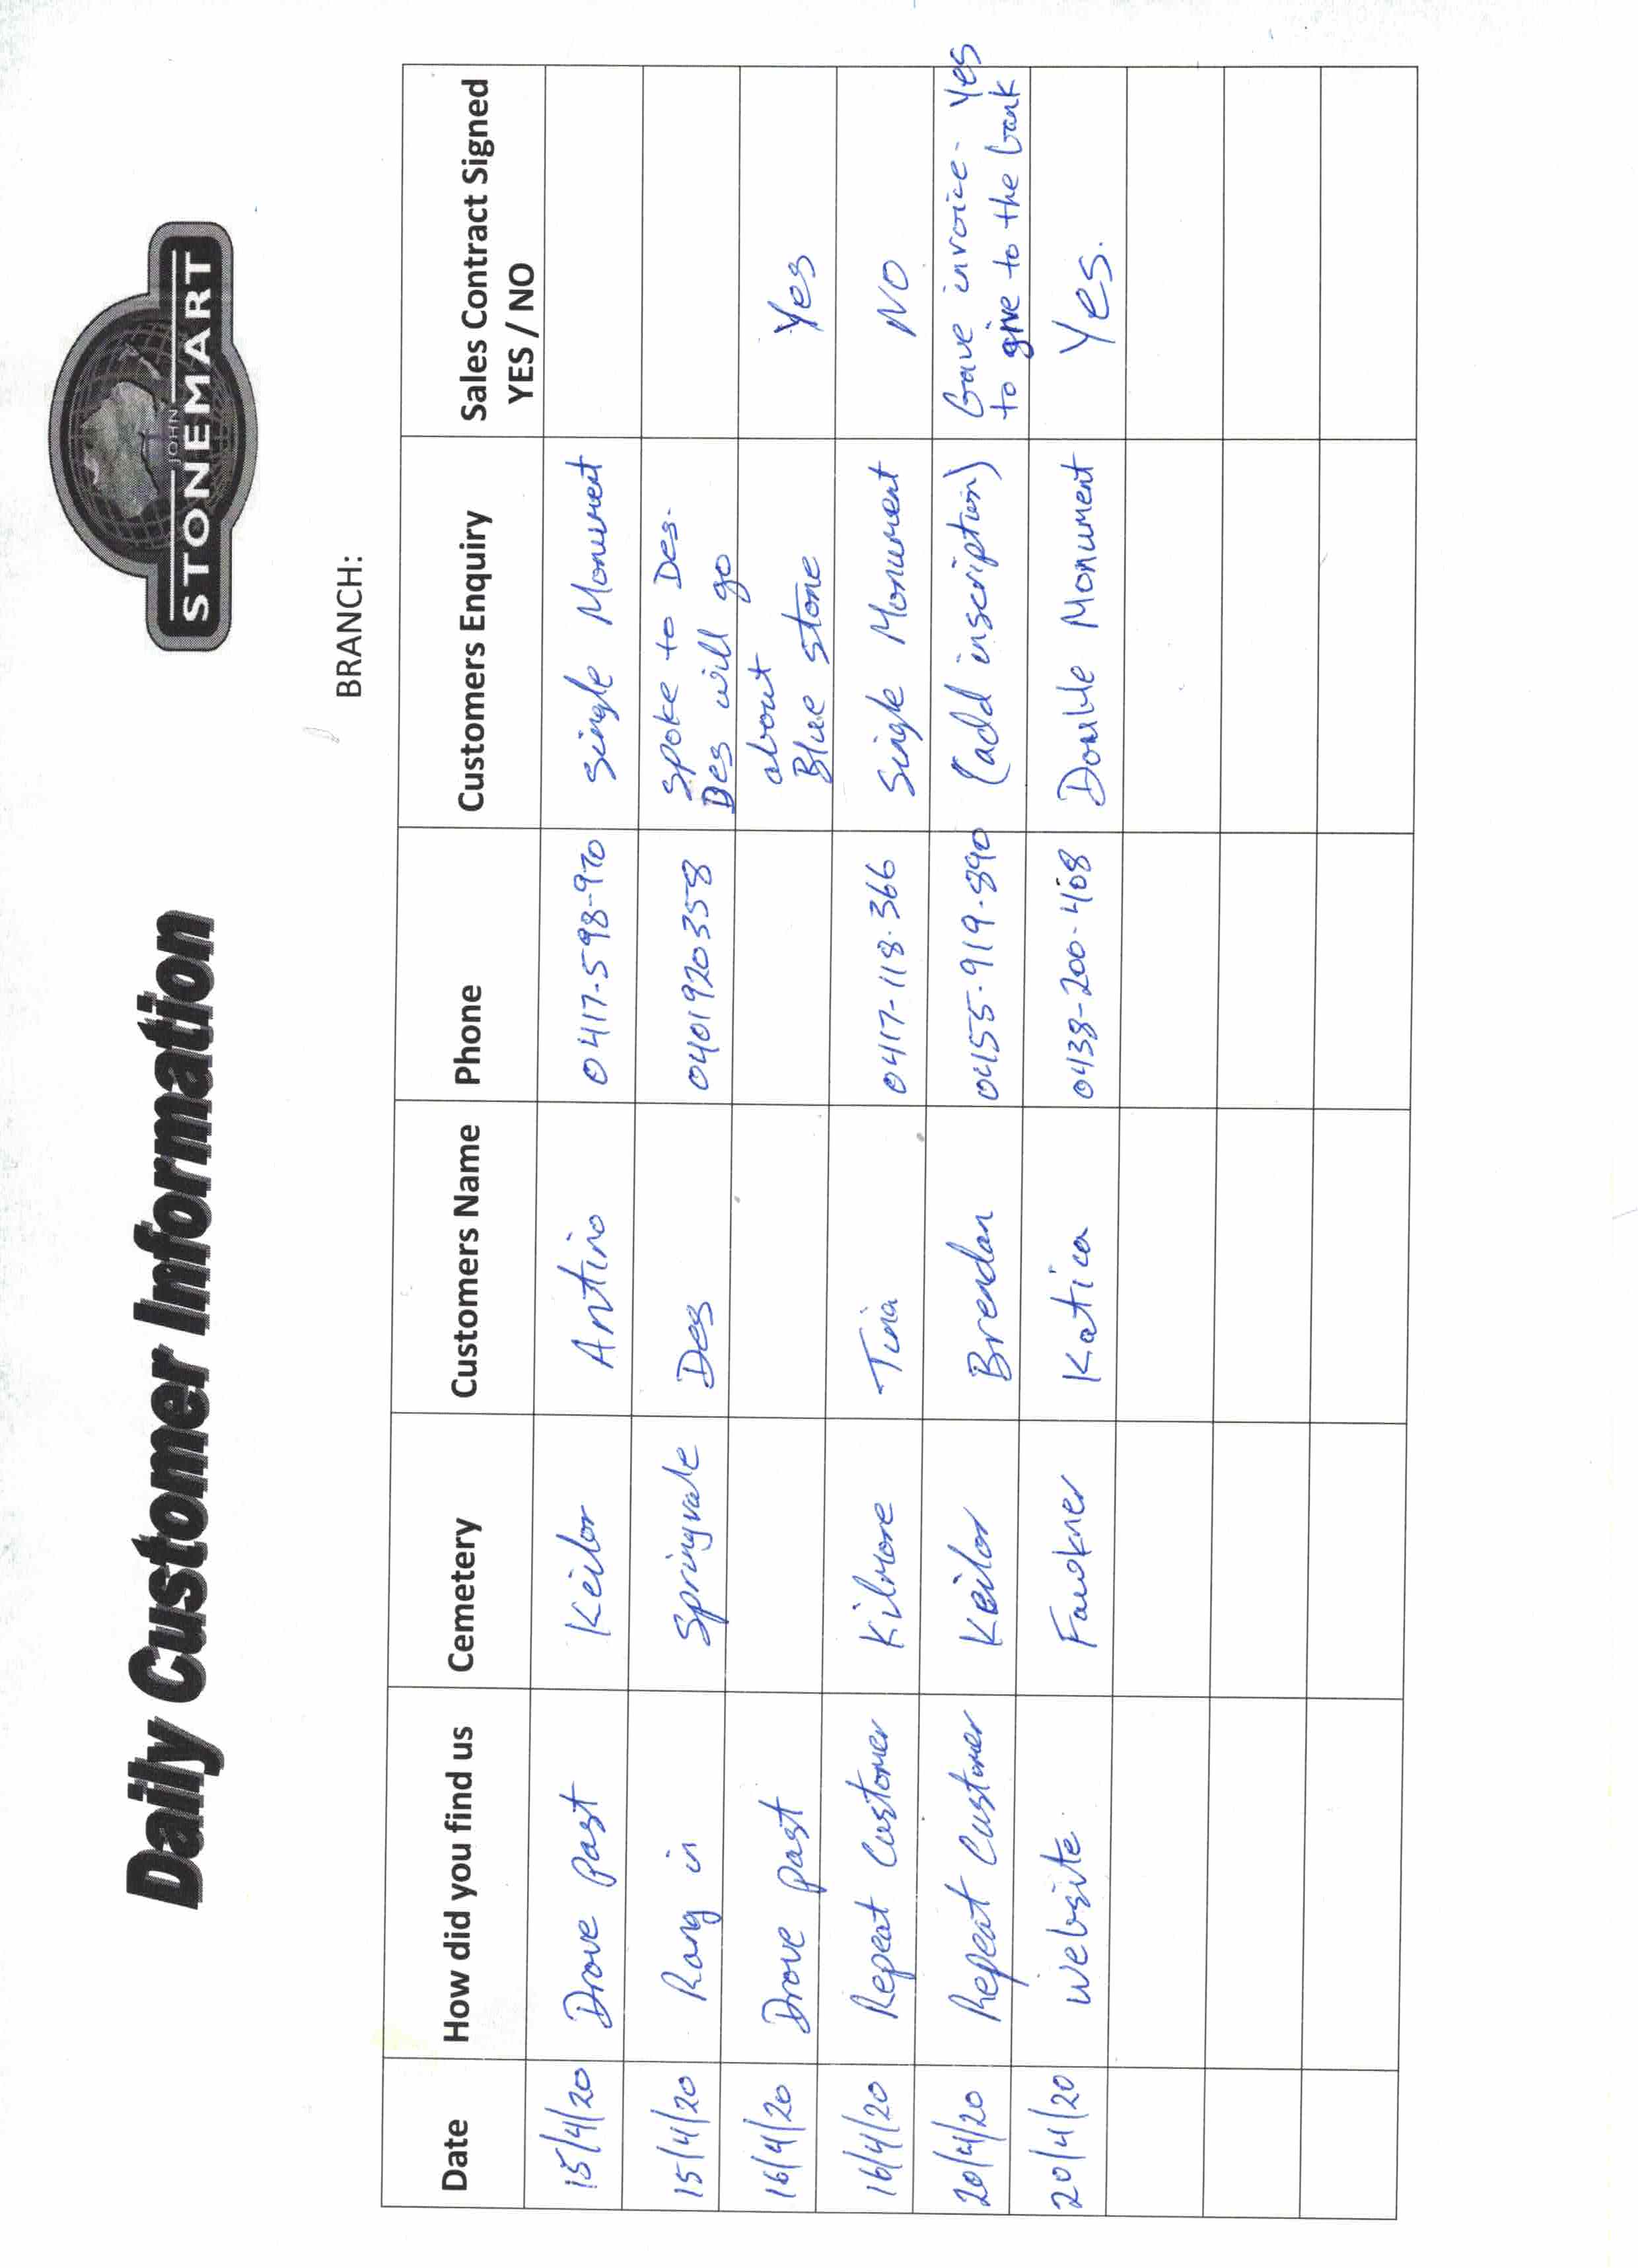 Daily Customer Information
JOHN
STONEMART
BRANCH:
Date How did you find us Cemetery Customers Name Phone Customers Enquiry Sales Contract Signed
YES / NO
15/4/20 Drove past Keilor Antino 0417-598-970 Single Monument
15/4/20 Rang in Springvale Des 0401920358 spoke to Des.
Des will go
16/4/20 Drove past about Yes
Blue stone
16/4/20 Repeat Customer Kilmore Tina 0417-118-366 Single Monument NO
20/4/20 Repeat Customer Keilor Brendan 0455-919-890 (add inscription) Gave invoice- Yes
to give to the bank
20/4/20 website. Fawkner Katica 0438-200-408 Double Monument Yes.